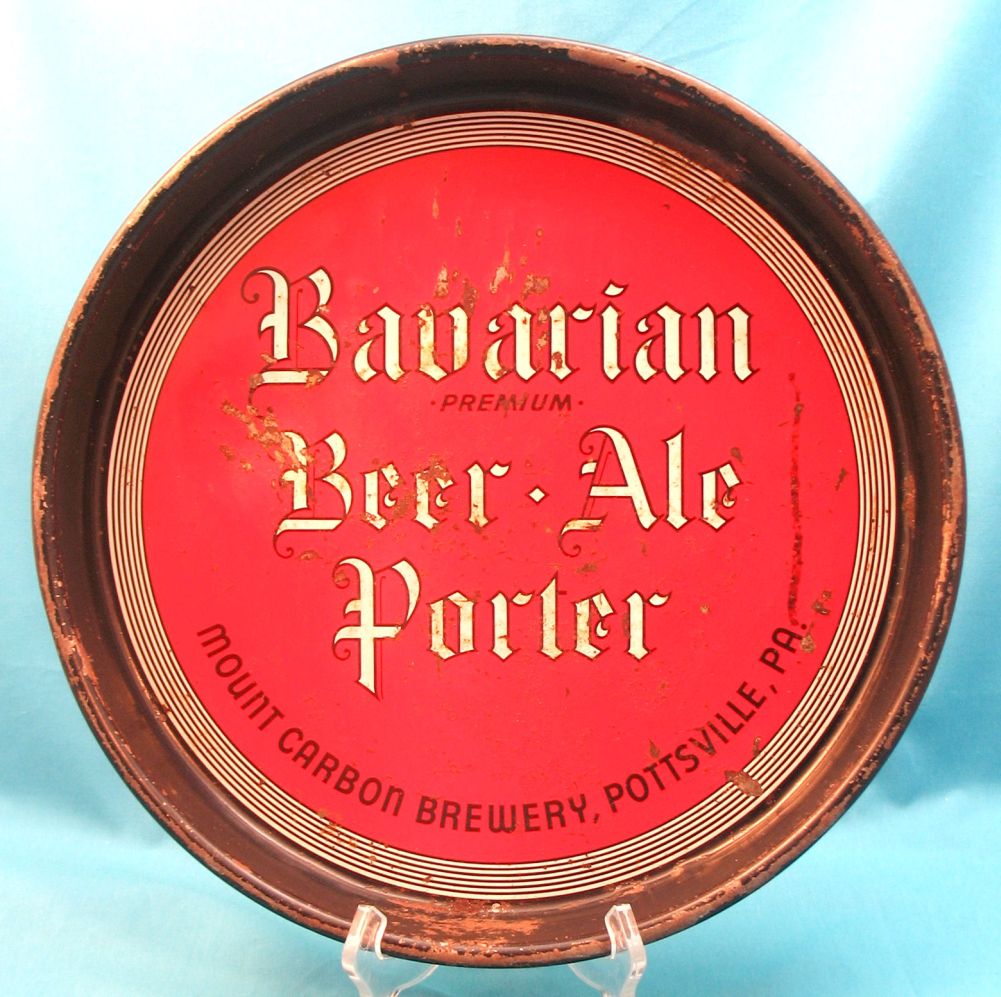 Bavarian
·PREMIUM·
Beer · Ale
Porter
MOUNT CARBON BREWERY, POTTSVILLE, PA.